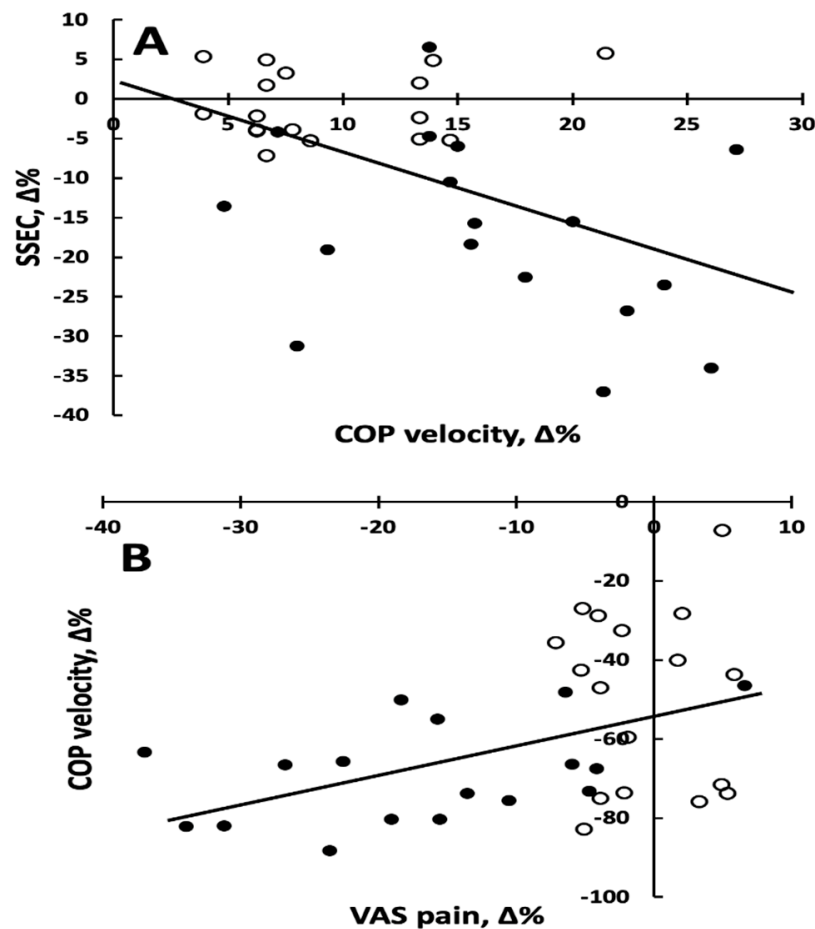 A
10
5
0
0 5 10 15 20 25 30
-5
-10
-15
-20
-25
-30
-35
-40
SSEC, Δ%
COP velocity, Δ%
-40 -30 -20 -10 0 0 10
B
-20
-40
-60
-80
-100
COP velocity, Δ%
VAS pain, Δ%